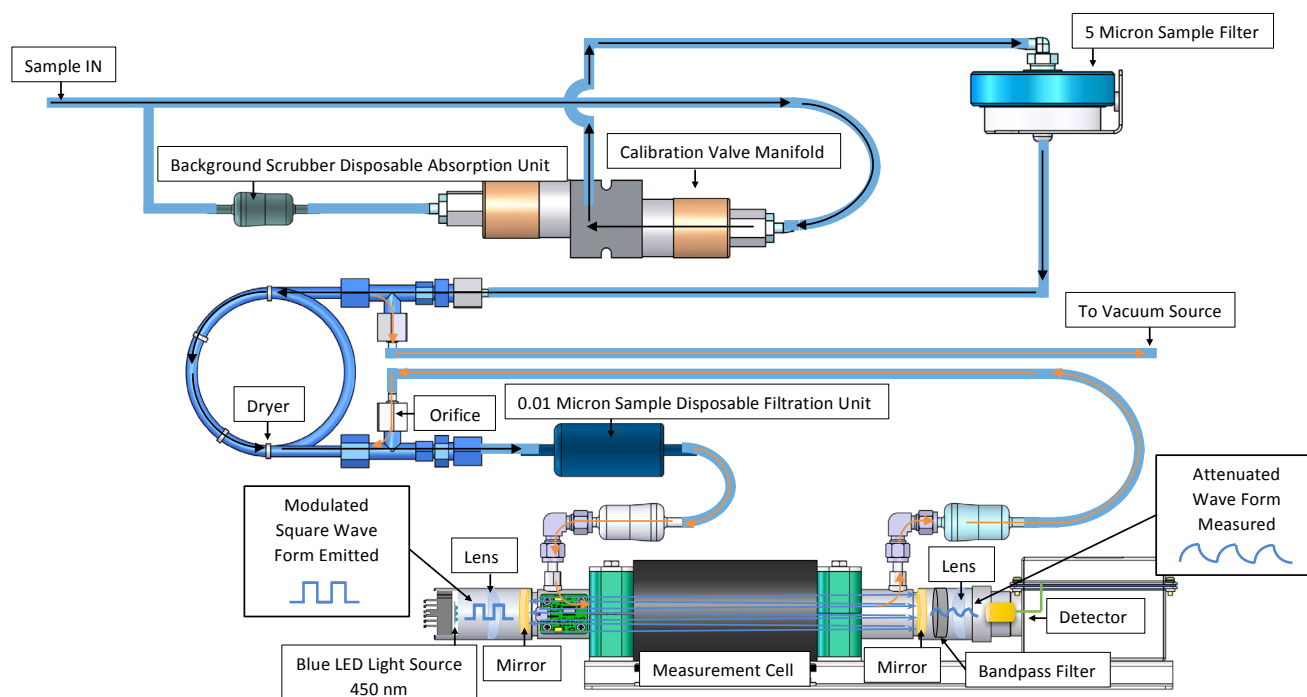 Sample IN
5 Micron Sample Filter
Background Scrubber Disposable Absorption Unit
Calibration Valve Manifold
To Vacuum Source
Dryer
Orifice
0.01 Micron Sample Disposable Filtration Unit
Modulated
Square Wave
Form Emitted
Attenuated
Wave Form
Measured
Lens
Lens
Blue LED Light Source
450 nm
Mirror
Measurement Cell
Mirror
Bandpass Filter
Detector